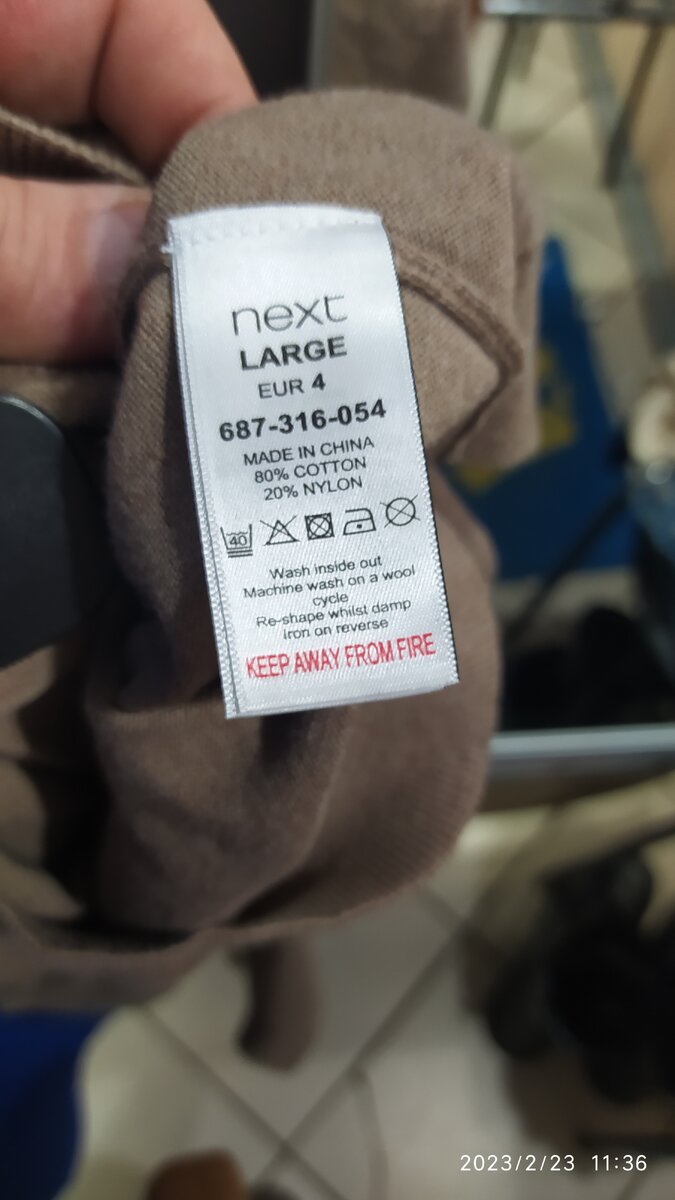 next
LARGE
EUR 4
687-316-054
MADE IN CHINA
80% COTTON
20% NYLON
40
Wash inside out
Machine wash on a wool
cycle
Re-shape whilst damp
Iron on reverse
KEEP AWAY FROM FIRE
2023/2/23 11:36